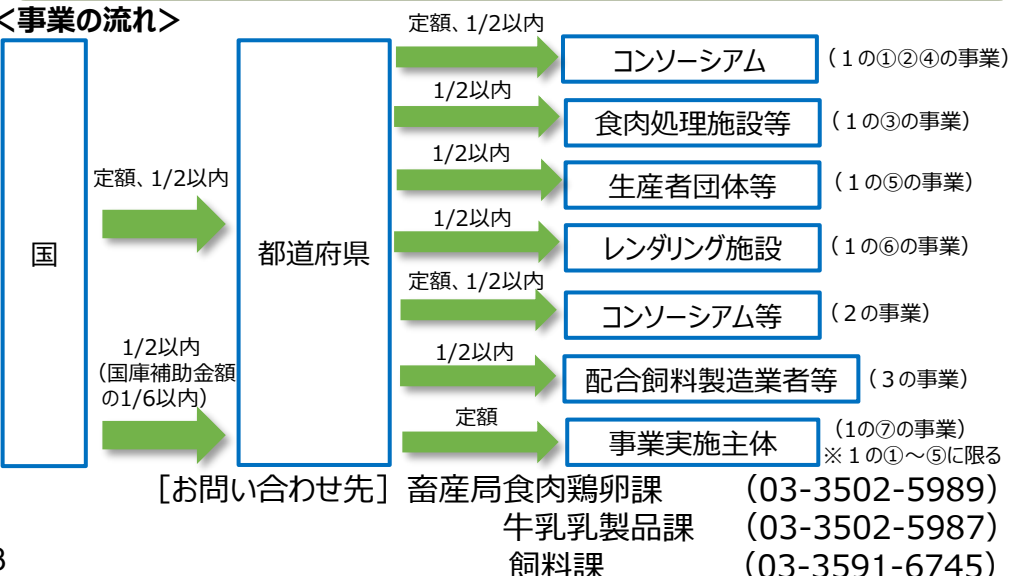 ＜事業の流れ＞
定額、1/2以内
コンソーシアム
（１の①②④の事業）
1/2以内
食肉処理施設等
（１の③の事業）
1/2以内
生産者団体等
（１の⑤の事業）
定額、1/2以内
国
都道府県
1/2以内
レンダリング施設
（１の⑥の事業）
定額、1/2以内
コンソーシアム等
（２の事業）
1/2以内
（国庫補助金額
の1/6以内）
1/2以内
配合飼料製造業者等
（３の事業）
定額
事業実施主体
（1の⑦の事業）
※１の①～⑤に限る
［お問い合わせ先］畜産局食肉鶏卵課　（03-3502-5989）
牛乳乳製品課　（03-3502-5987）
飼料課　（03-3591-6745）